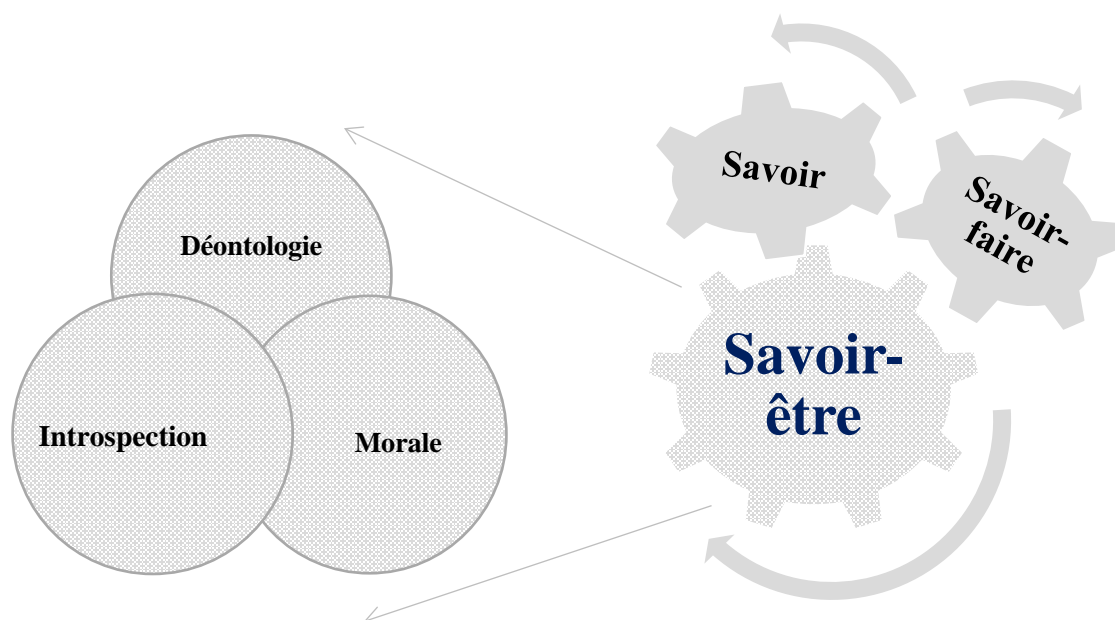 Savoir
Savoir-
faire
Déontologie
Savoir-
être
Introspection
Morale